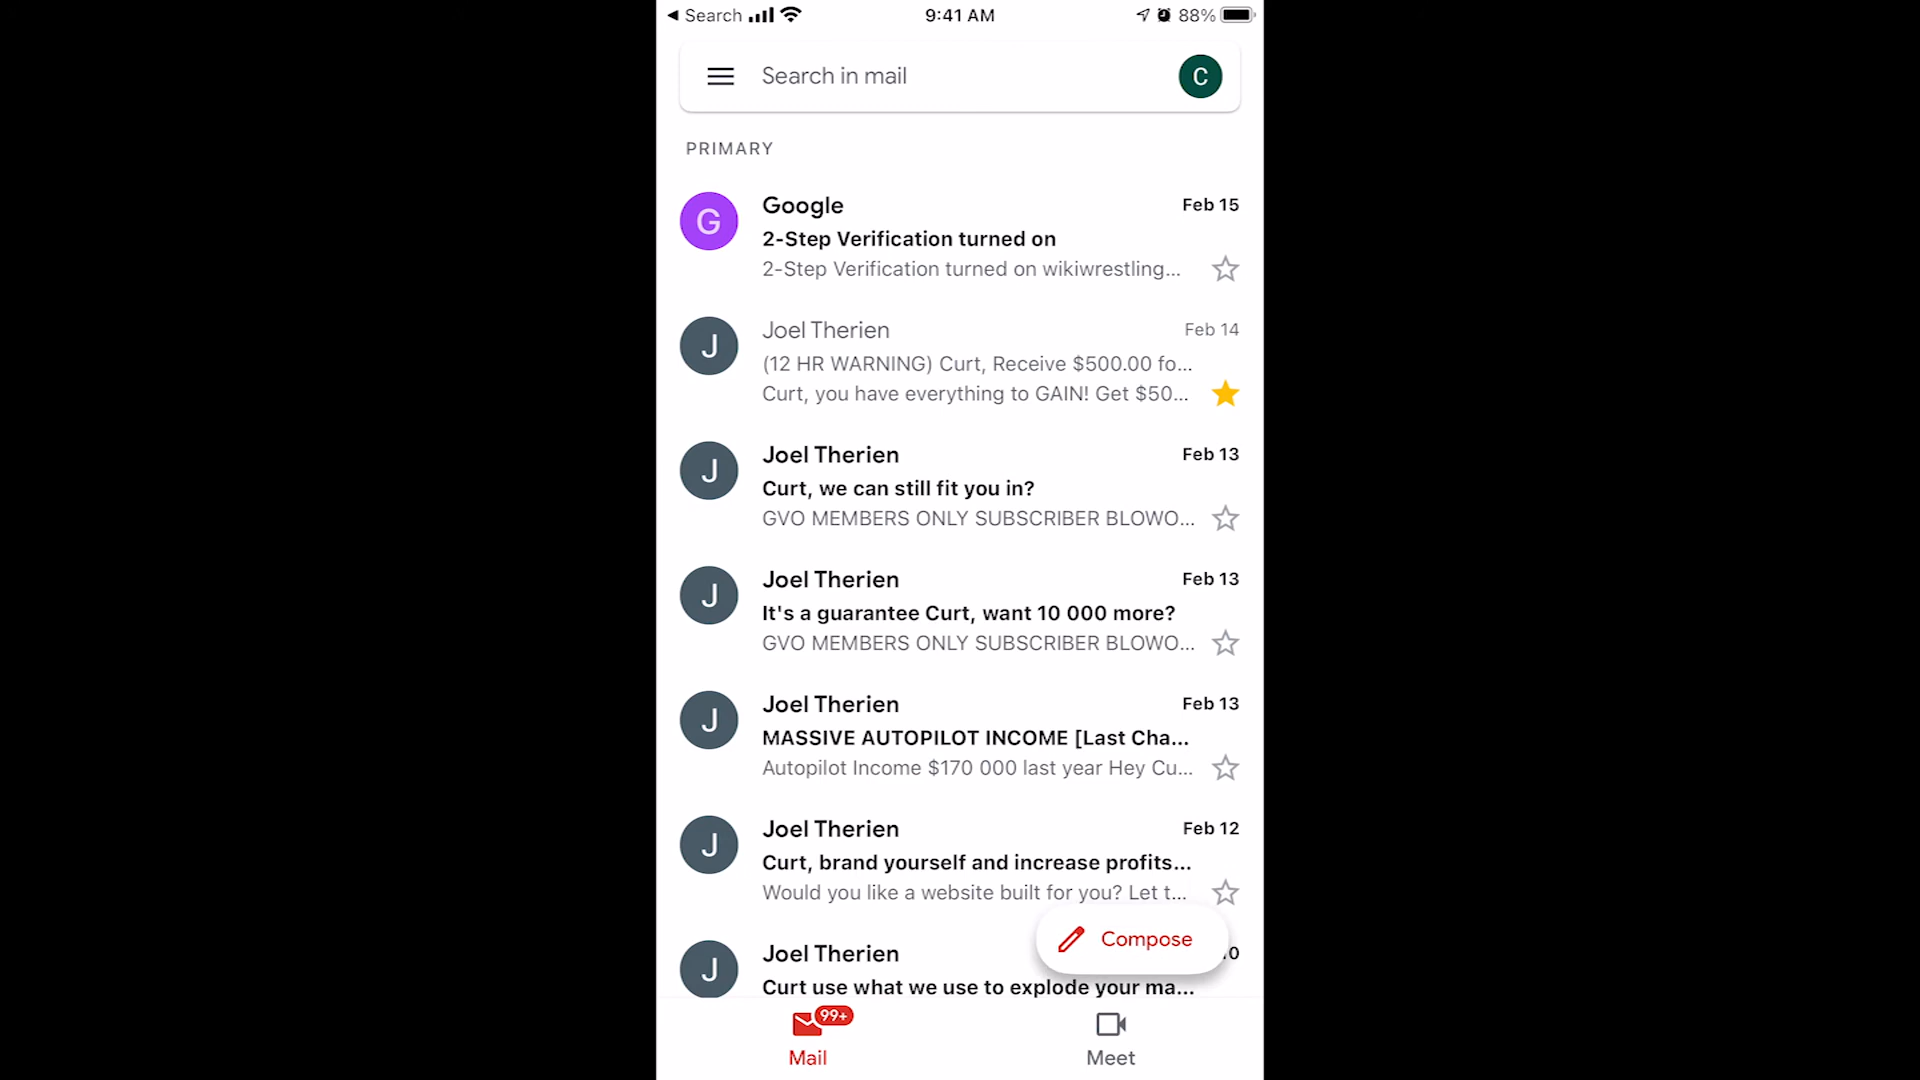 Search
9:41 AM
88%
Search in mail
C
PRIMARY
G
Google
Feb 15
2-Step Verification turned on
2-Step Verification turned on wikiwrestling...
J
Joel Therien
Feb 14
(12 HR WARNING) Curt, Receive $500.00 fo...
Curt, you have everything to GAIN! Get $50...
J
Joel Therien
Feb 13
Curt, we can still fit you in?
GVO MEMBERS ONLY SUBSCRIBER BLOWO...
J
Joel Therien
Feb 13
It's a guarantee Curt, want 10 000 more?
GVO MEMBERS ONLY SUBSCRIBER BLOWO...
J
Joel Therien
Feb 13
MASSIVE AUTOPILOT INCOME [Last Cha...
Autopilot Income $170 000 last year Hey Cu...
J
Joel Therien
Feb 12
Curt, brand yourself and increase profits...
Would you like a website built for you? Let t...
Compose
J
Joel Therien
Curt use what we use to explode your ma...
99+
Mail
Meet